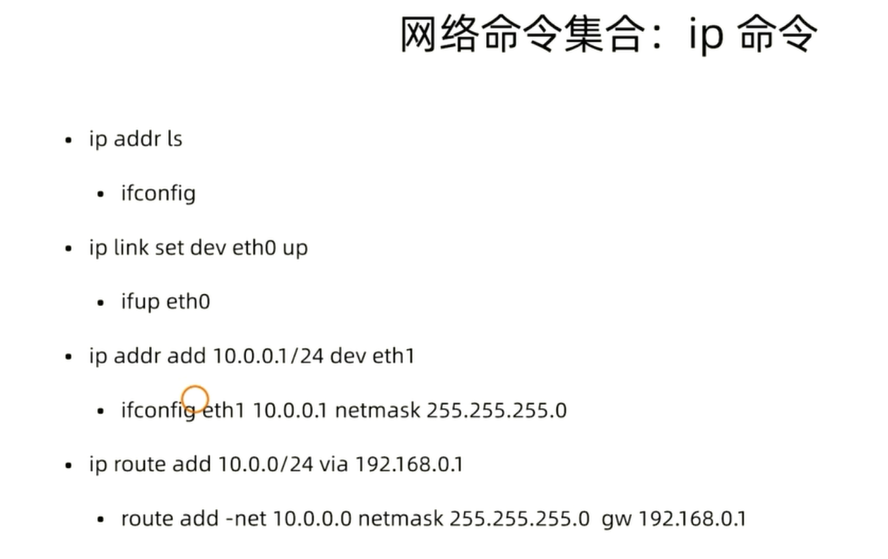 网络命令集合：ip 命令
• ip addr ls
• ifconfig
• ip link set dev eth0 up
• ifup eth0
• ip addr add 10.0.0.1/24 dev eth1
• ifconfig eth1 10.0.0.1 netmask 255.255.255.0
• ip route add 10.0.0/24 via 192.168.0.1
• route add -net 10.0.0.0 netmask 255.255.255.0  gw 192.168.0.1